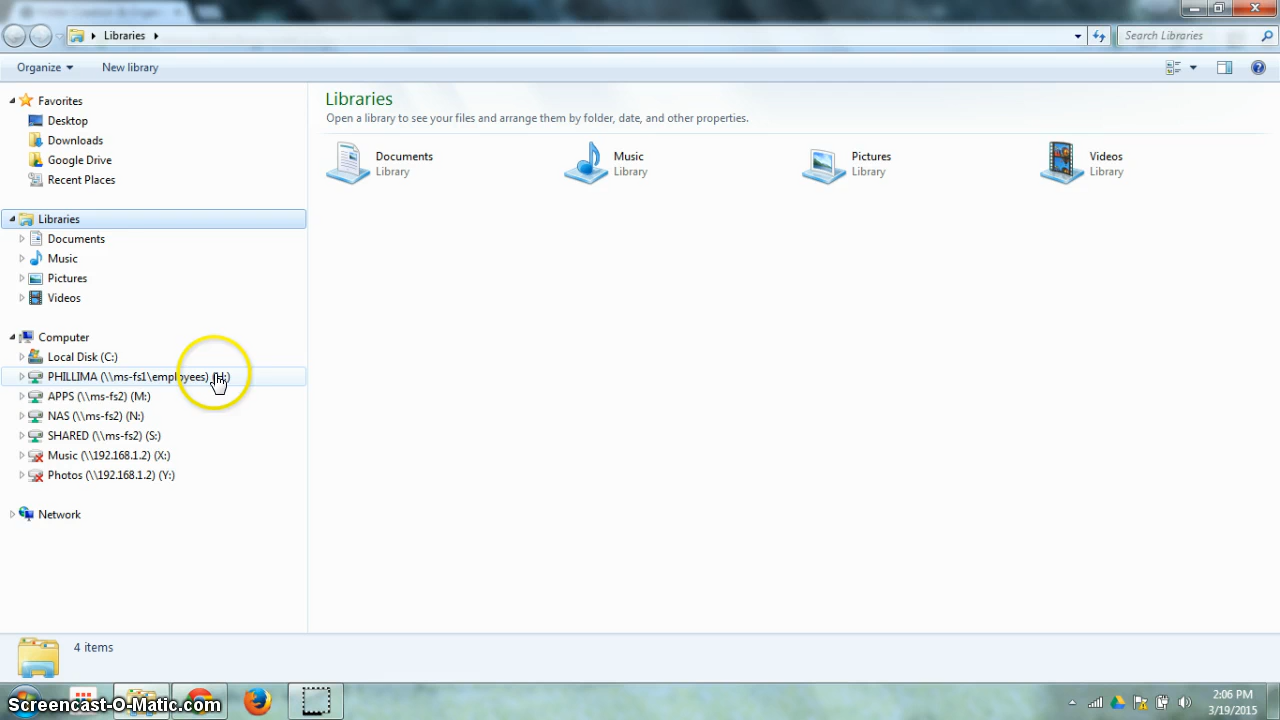 Libraries
Search Libraries
Organize
New library
Favorites
Desktop
Downloads
Google Drive
Recent Places
Libraries
Documents
Music
Pictures
Videos
Computer
Local Disk (C:)
PHILLIMA (\\ms-fs1\employees) (H:)
APPS (\\ms-fs2) (M:)
NAS (\\ms-fs2) (N:)
SHARED (\\ms-fs2) (S:)
Music (\\192.168.1.2) (X:)
Photos (\\192.168.1.2) (Y:)
Network
Libraries
Open a library to see your files and arrange them by folder, date, and other properties.
Documents
Library
Music
Library
Pictures
Library
Videos
Library
4 items
Screencast-O-Matic.com
2:06 PM
3/19/2015